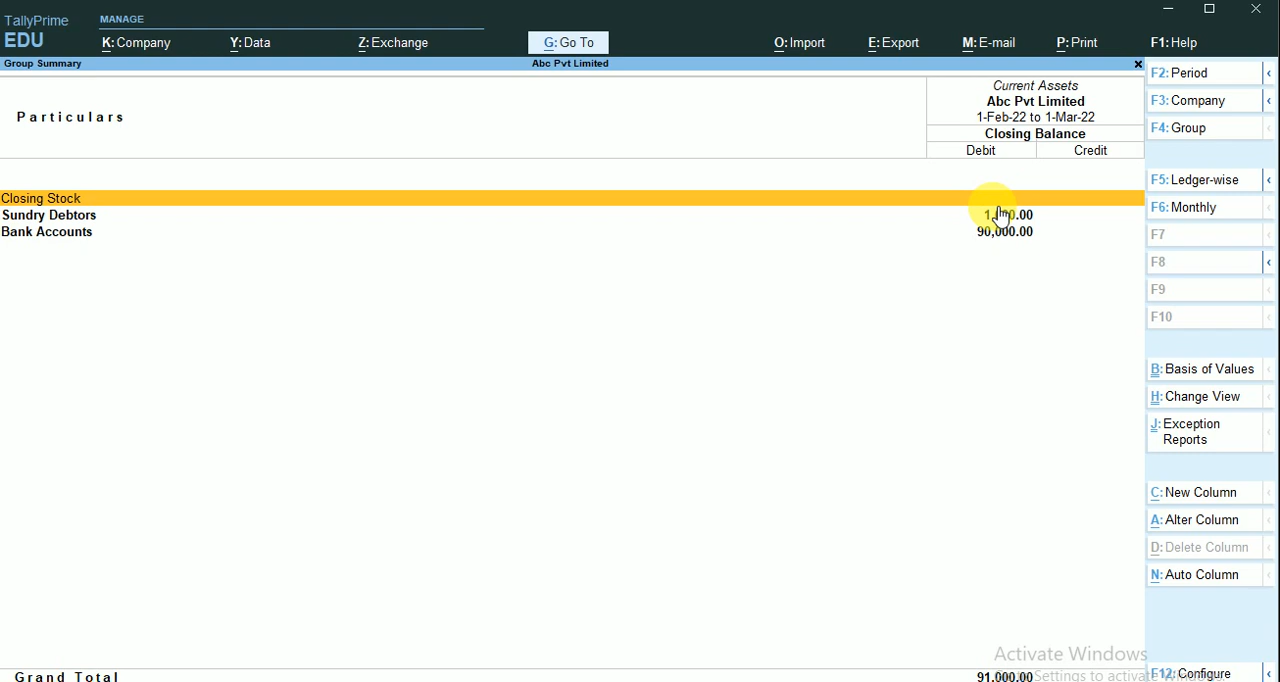 TallyPrime
EDU
MANAGE
K: Company
Y: Data
Z: Exchange
G: Go To
O: Import
E: Export
M: E-mail
P: Print
F1: Help
Group Summary
Abc Pvt Limited
Particulars
Current Assets
Abc Pvt Limited
1-Feb-22 to 1-Mar-22
Closing Balance
Debit
Credit
Closing Stock
Sundry Debtors
Bank Accounts 90,000.00
Grand Total 91,000.00
F2: Period
F3: Company
F4: Group
F5: Ledger-wise
F6: Monthly
F7
F8
F9
F10
B: Basis of Values
H: Change View
J: Exception
Reports
C: New Column
A: Alter Column
D: Delete Column
N: Auto Column
F12: Configure
Activate Windows
Settings to activate